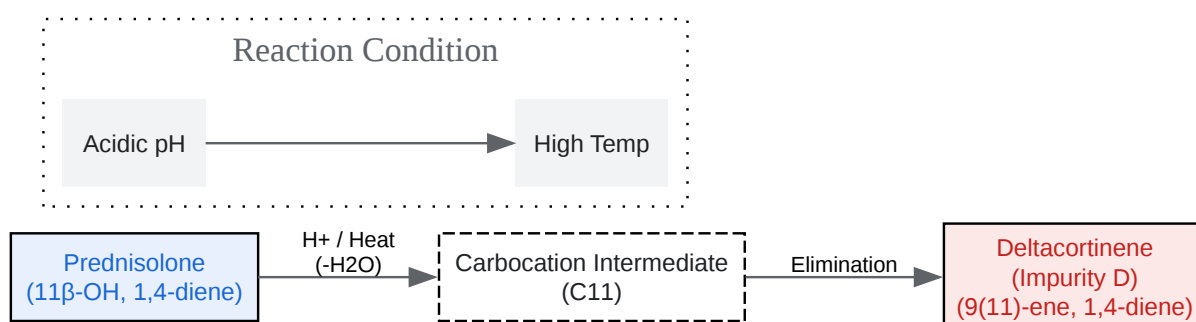 Reaction Condition
Acidic pH
High Temp
Prednisolone
(11β-OH, 1,4-diene)
H+ / Heat
(-H2O)
Carbocation Intermediate
(C11)
Elimination
Deltacortinene
(Impurity D)
(9(11)-ene, 1,4-diene)